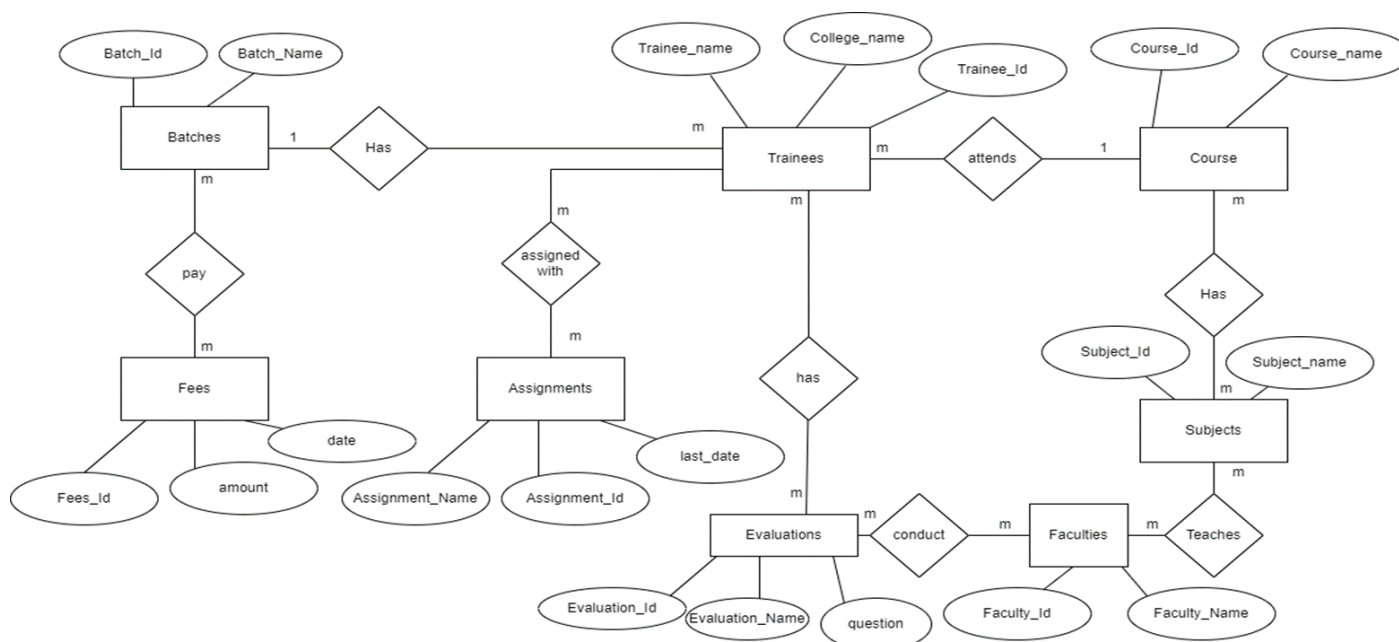 Batch_Id
Batch_Name
Trainee_name
College_name
Trainee_Id
Course_Id
Course_name
Batches
1
Has
m
Trainees
m
attends
1
Course
m
m
m
m
pay
m
assigned
with
m
Has
m
m
Fees
Assignments
has
Subject_Id
Subject_name
m
Subjects
date
last_date
Fees_Id
amount
Assignment_Name
Assignment_Id
m
m
Evaluations
m
conduct
m
Faculties
m
Teaches
Evaluation_Id
Evaluation_Name
question
Faculty_Id
Faculty_Name